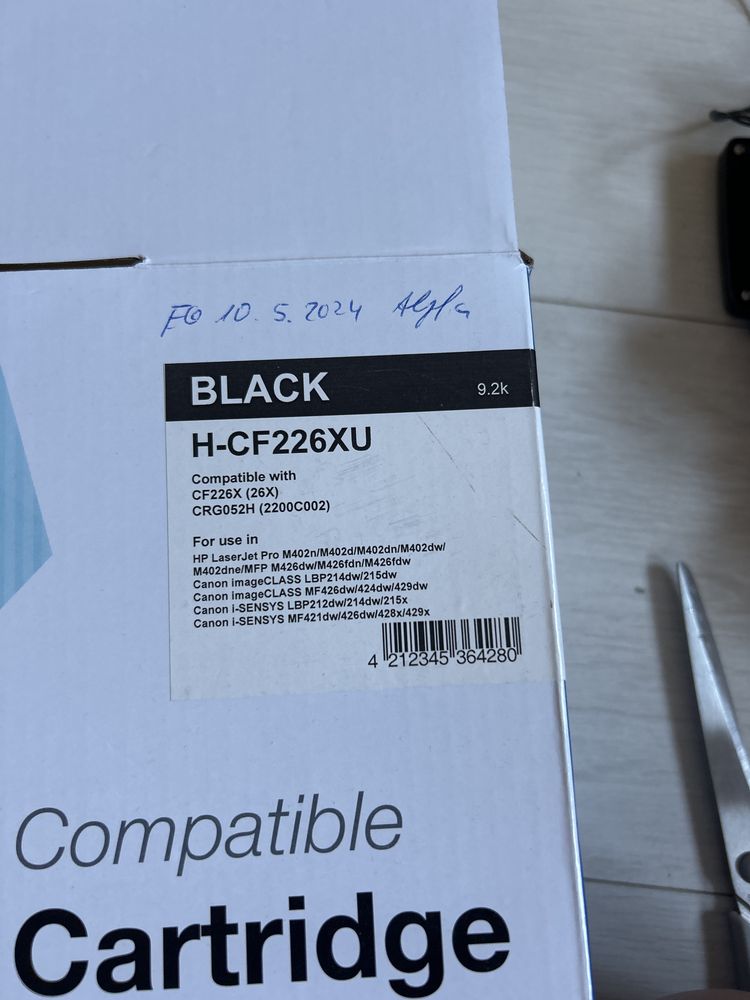 10. 5. 2024
BLACK
9.2k
H-CF226XU
Compatible with
CF226X (26X)
CRG052H (2200C002)
For use in
HP LaserJet Pro M402n/M402d/M402dn/M402dw/
M402dne/MFP M426dw/M426fdn/M426fdw
Canon imageCLASS LBP214dw/215dw
Canon imageCLASS MF426dw/424dw/429dw
Canon i-SENSYS LBP212dw/214dw/215x
Canon i-SENSYS MF421dw/426dw/428x/429x
4 212345 364280
Compatible
Cartridge